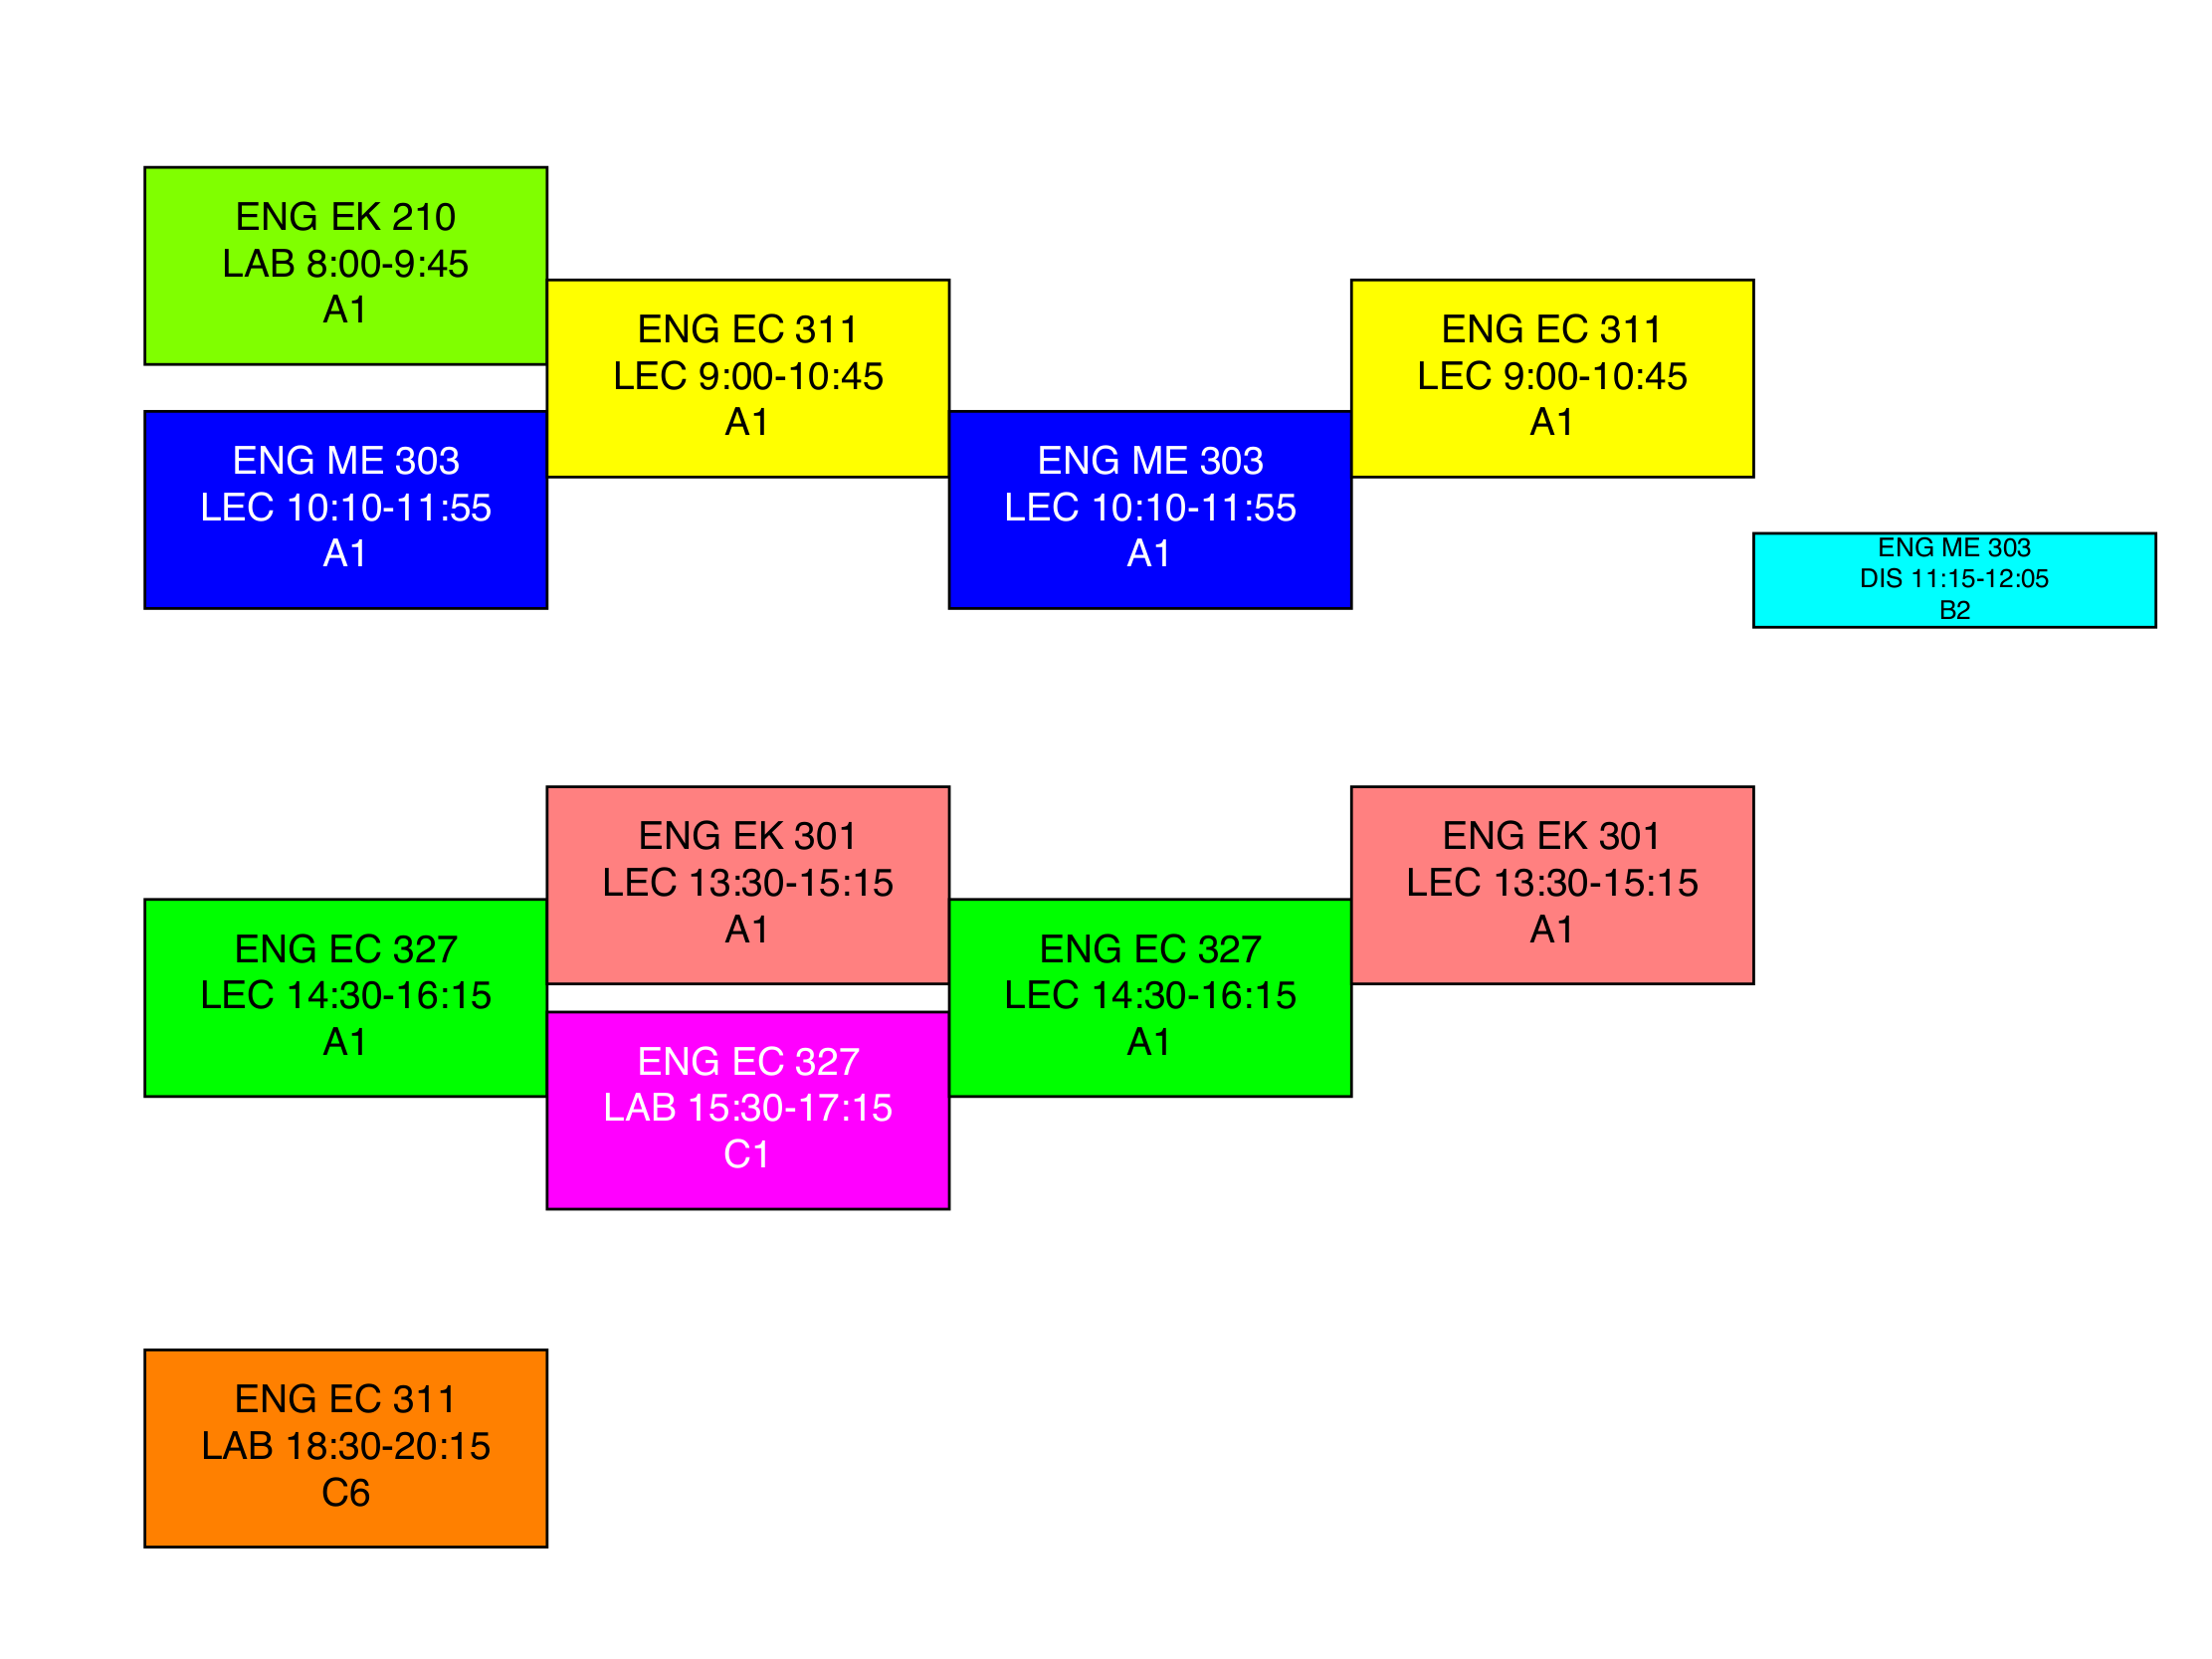 ENG EK 210
LAB 8:00-9:45
A1
ENG ME 303
LEC 10:10-11:55
A1
ENG EC 327
LEC 14:30-16:15
A1
ENG EC 311
LAB 18:30-20:15
C6
ENG EC 311
LEC 9:00-10:45
A1
ENG EK 301
LEC 13:30-15:15
A1
ENG EC 327
LAB 15:30-17:15
C1
ENG ME 303
LEC 10:10-11:55
A1
ENG EC 327
LEC 14:30-16:15
A1
ENG EC 311
LEC 9:00-10:45
A1
ENG EK 301
LEC 13:30-15:15
A1
ENG ME 303
DIS 11:15-12:05
B2